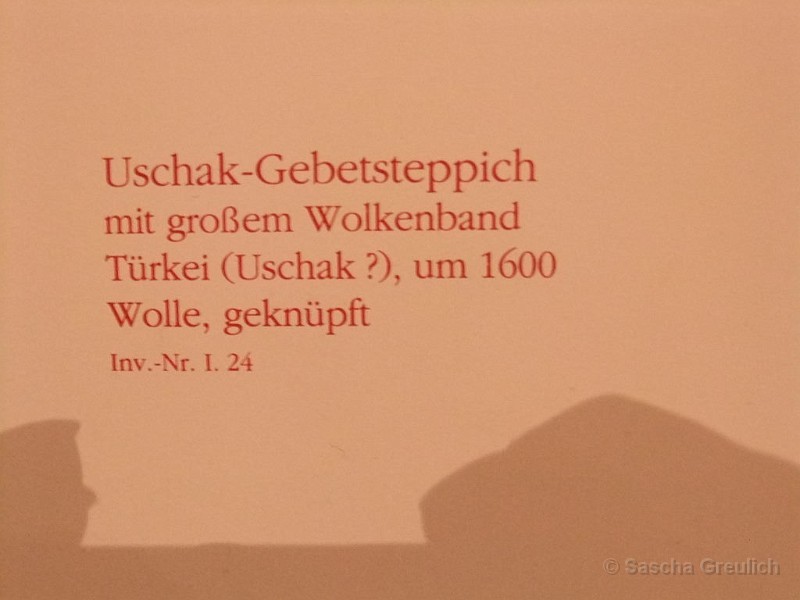 Uschak-Gebetsteppich
mit großem Wolkenband
Türkei (Uschak ?), um 1600
Wolle, geknüpft
Inv.-Nr. I. 24
© Sascha Greulich